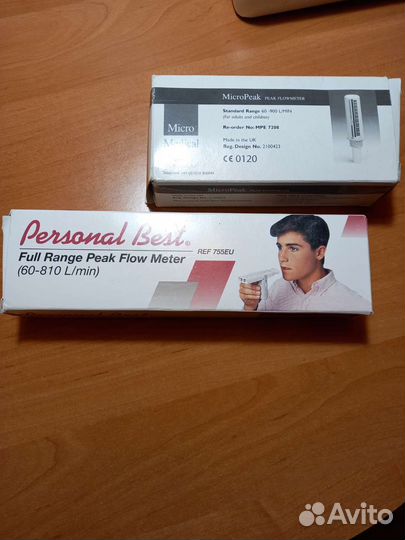 MicroPeak PEAK FLOWMETER
Standard Range 60 -900 L/MIN
(for adults and children)
Re-order No: MPE 7208
Made in the UK
Reg. Design No. 2100423
CE 0120
Micro
Medical
MicroPeak
Personal Best®
Full Range Peak Flow Meter
(60-810 L/min)
REF 755EU
Avito